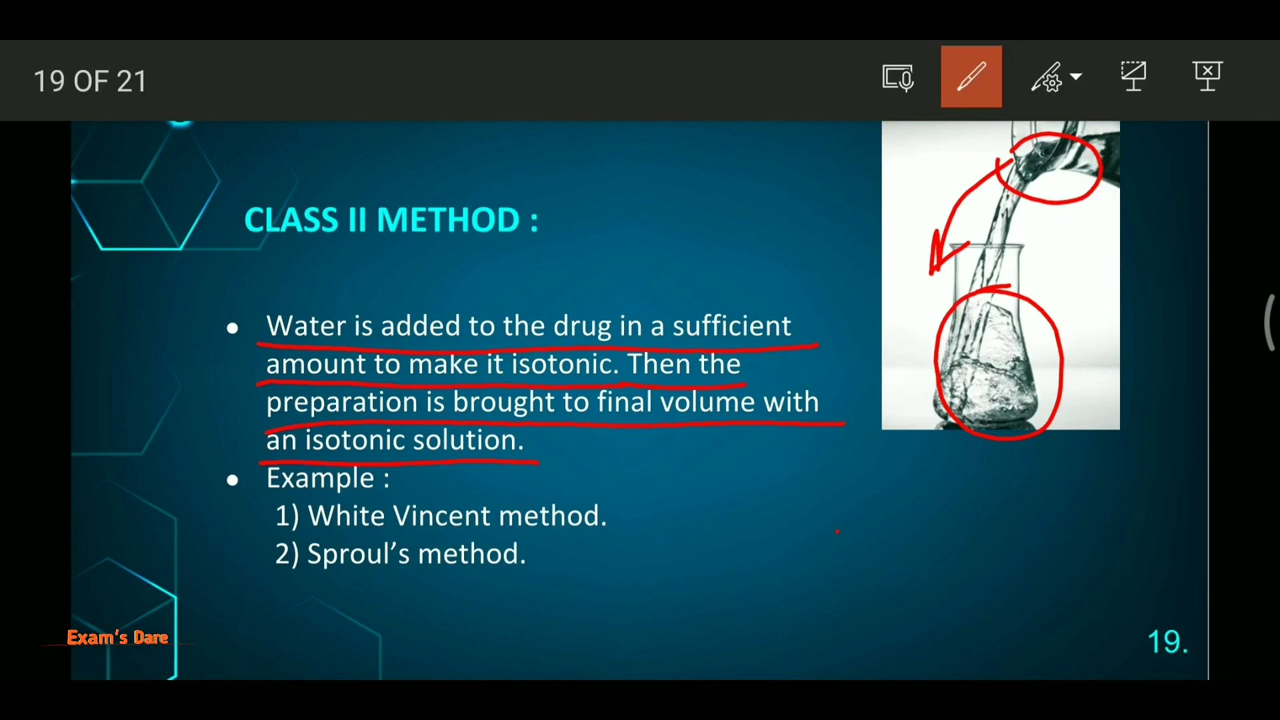 19 OF 21
CLASS II METHOD :
● Water is added to the drug in a sufficient
amount to make it isotonic. Then the
preparation is brought to final volume with
an isotonic solution.
● Example :
1) White Vincent method.
2) Sproul’s method.
Exam's Dare
19.